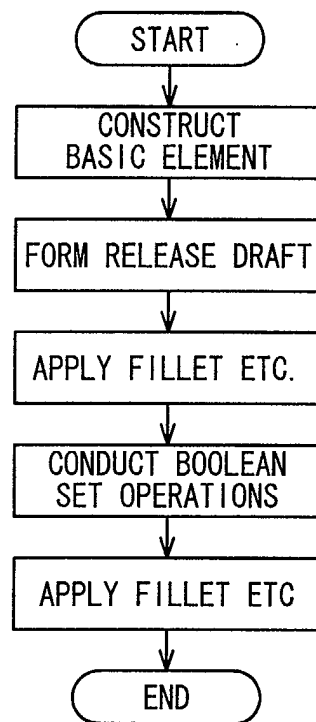 START
CONSTRUCT
BASIC ELEMENT
FORM RELEASE DRAFT
APPLY FILLET ETC.
CONDUCT BOOLEAN
SET OPERATIONS
APPLY FILLET ETC
END